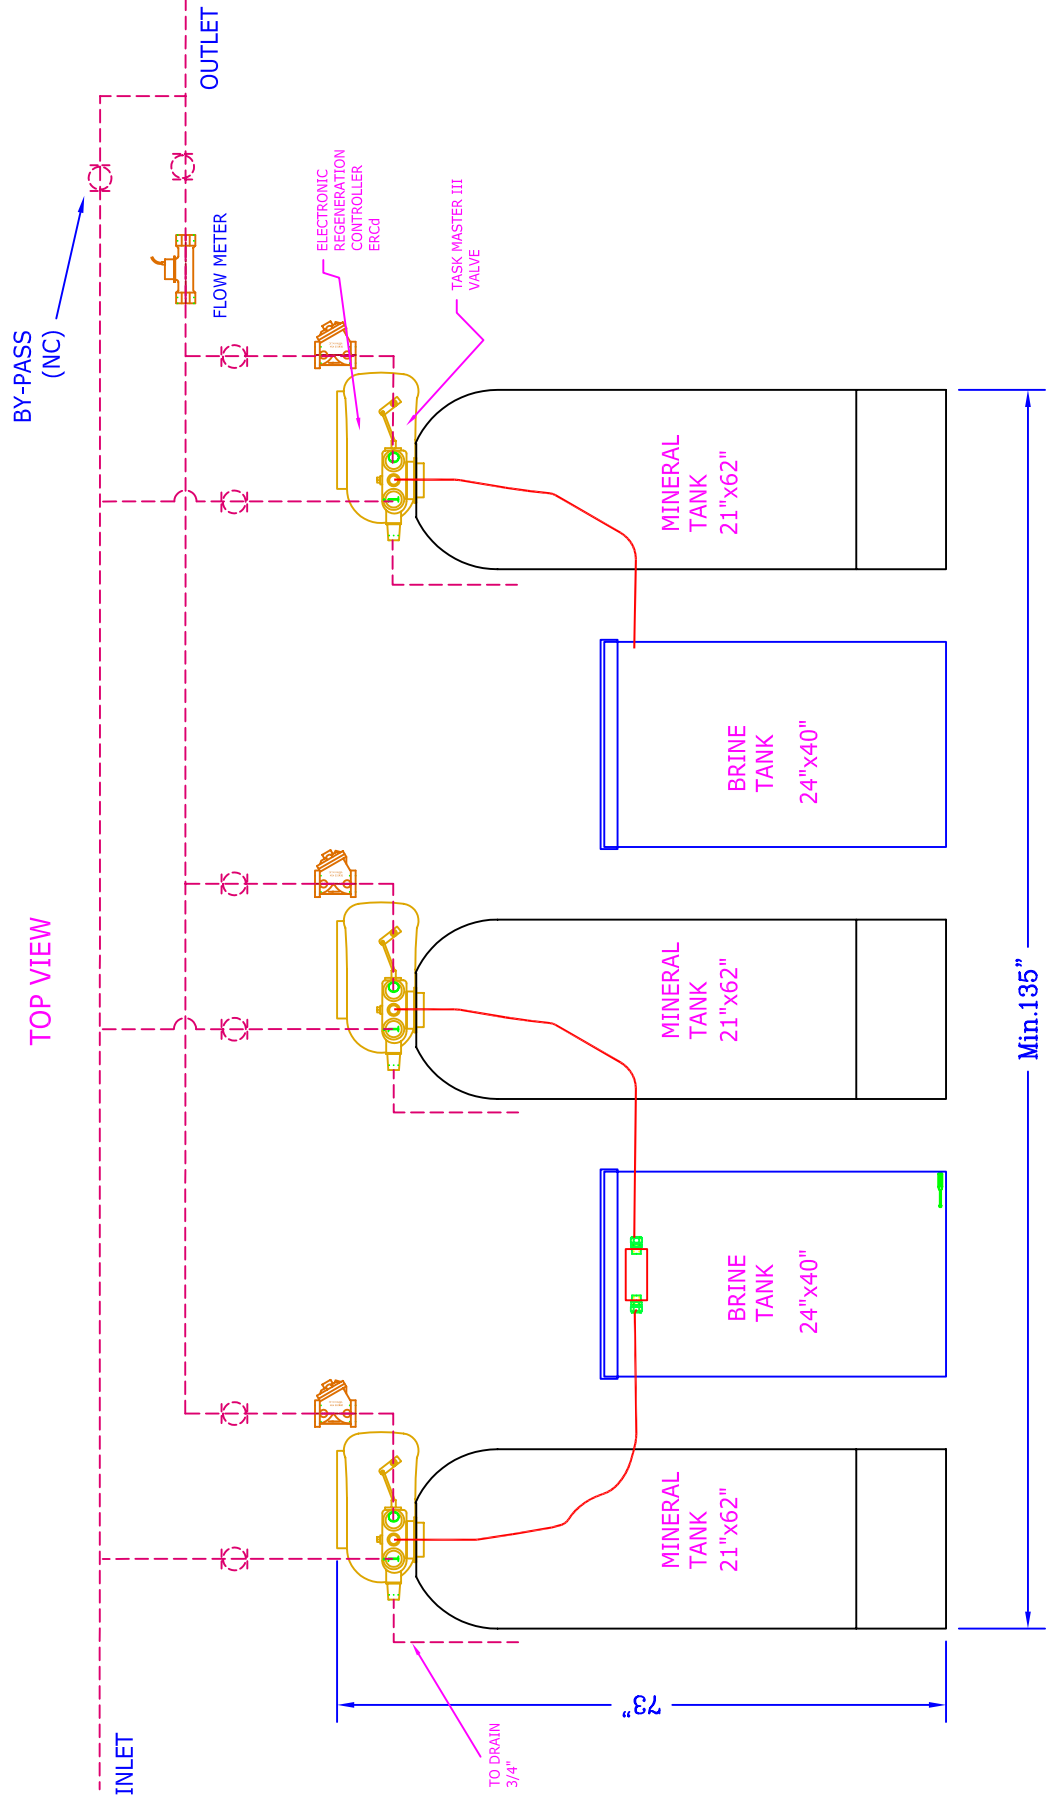 TOP VIEW
BY-PASS
(NC)
OUTLET
FLOW METER
INLET
ELECTRONIC
REGENERATION
CONTROLLER
ERCd
TASK MASTER III
VALVE
MINERAL
TANK
21"x62"
BRINE
TANK
24"x40"
MINERAL
TANK
21"x62"
BRINE
TANK
24"x40"
MINERAL
TANK
21"x62"
TO DRAIN
3/4"
73"
Min.135"